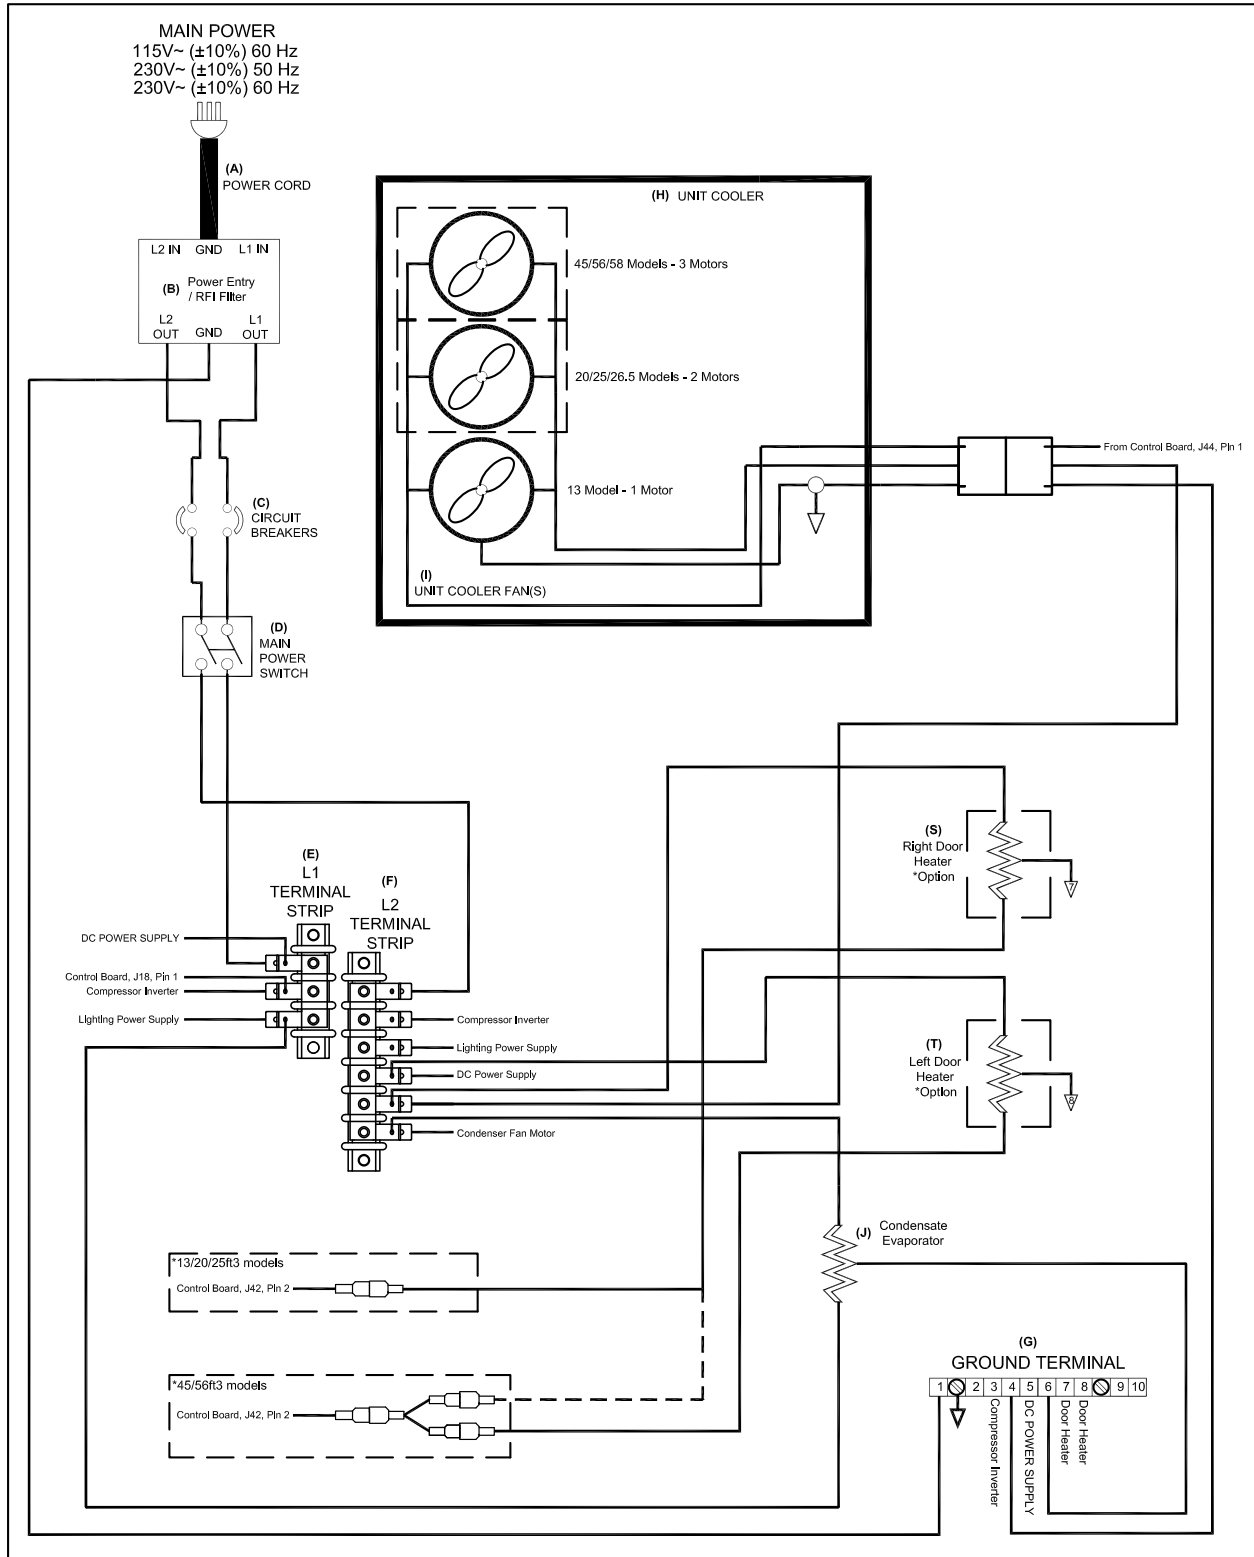 MAIN POWER
115V~ (±10%) 60 Hz
230V~ (±10%) 50 Hz
230V~ (±10%) 60 Hz
(A)
POWER CORD
L2 IN GND L1 IN
(B) Power Entry
/ RFI Filter
L2
OUT
GND
L1
OUT
(C)
CIRCUIT
BREAKERS
(D)
MAIN
POWER
SWITCH
(H) UNIT COOLER
45/56/58 Models - 3 Motors
20/25/26.5 Models - 2 Motors
13 Model - 1 Motor
(I)
UNIT COOLER FAN(S)
From Control Board, J44, Pin 1
(S)
Right Door
Heater
*Option
7
(T)
Left Door
Heater
*Option
8
(E)
L1
TERMINAL
STRIP
(F)
L2
TERMINAL
STRIP
DC POWER SUPPLY
Control Board, J18, Pin 1
Compressor Inverter
Lighting Power Supply
Compressor Inverter
Lighting Power Supply
DC Power Supply
Condenser Fan Motor
(J) Condensate
Evaporator
*13/20/25ft3 models
Control Board, J42, Pin 2
*45/56ft3 models
Control Board, J42, Pin 2
(G)
GROUND TERMINAL
1 2 3 4 5 6 7 8 9 10
Compressor Inverter
DC POWER SUPPLY
Door Heater
Door Heater